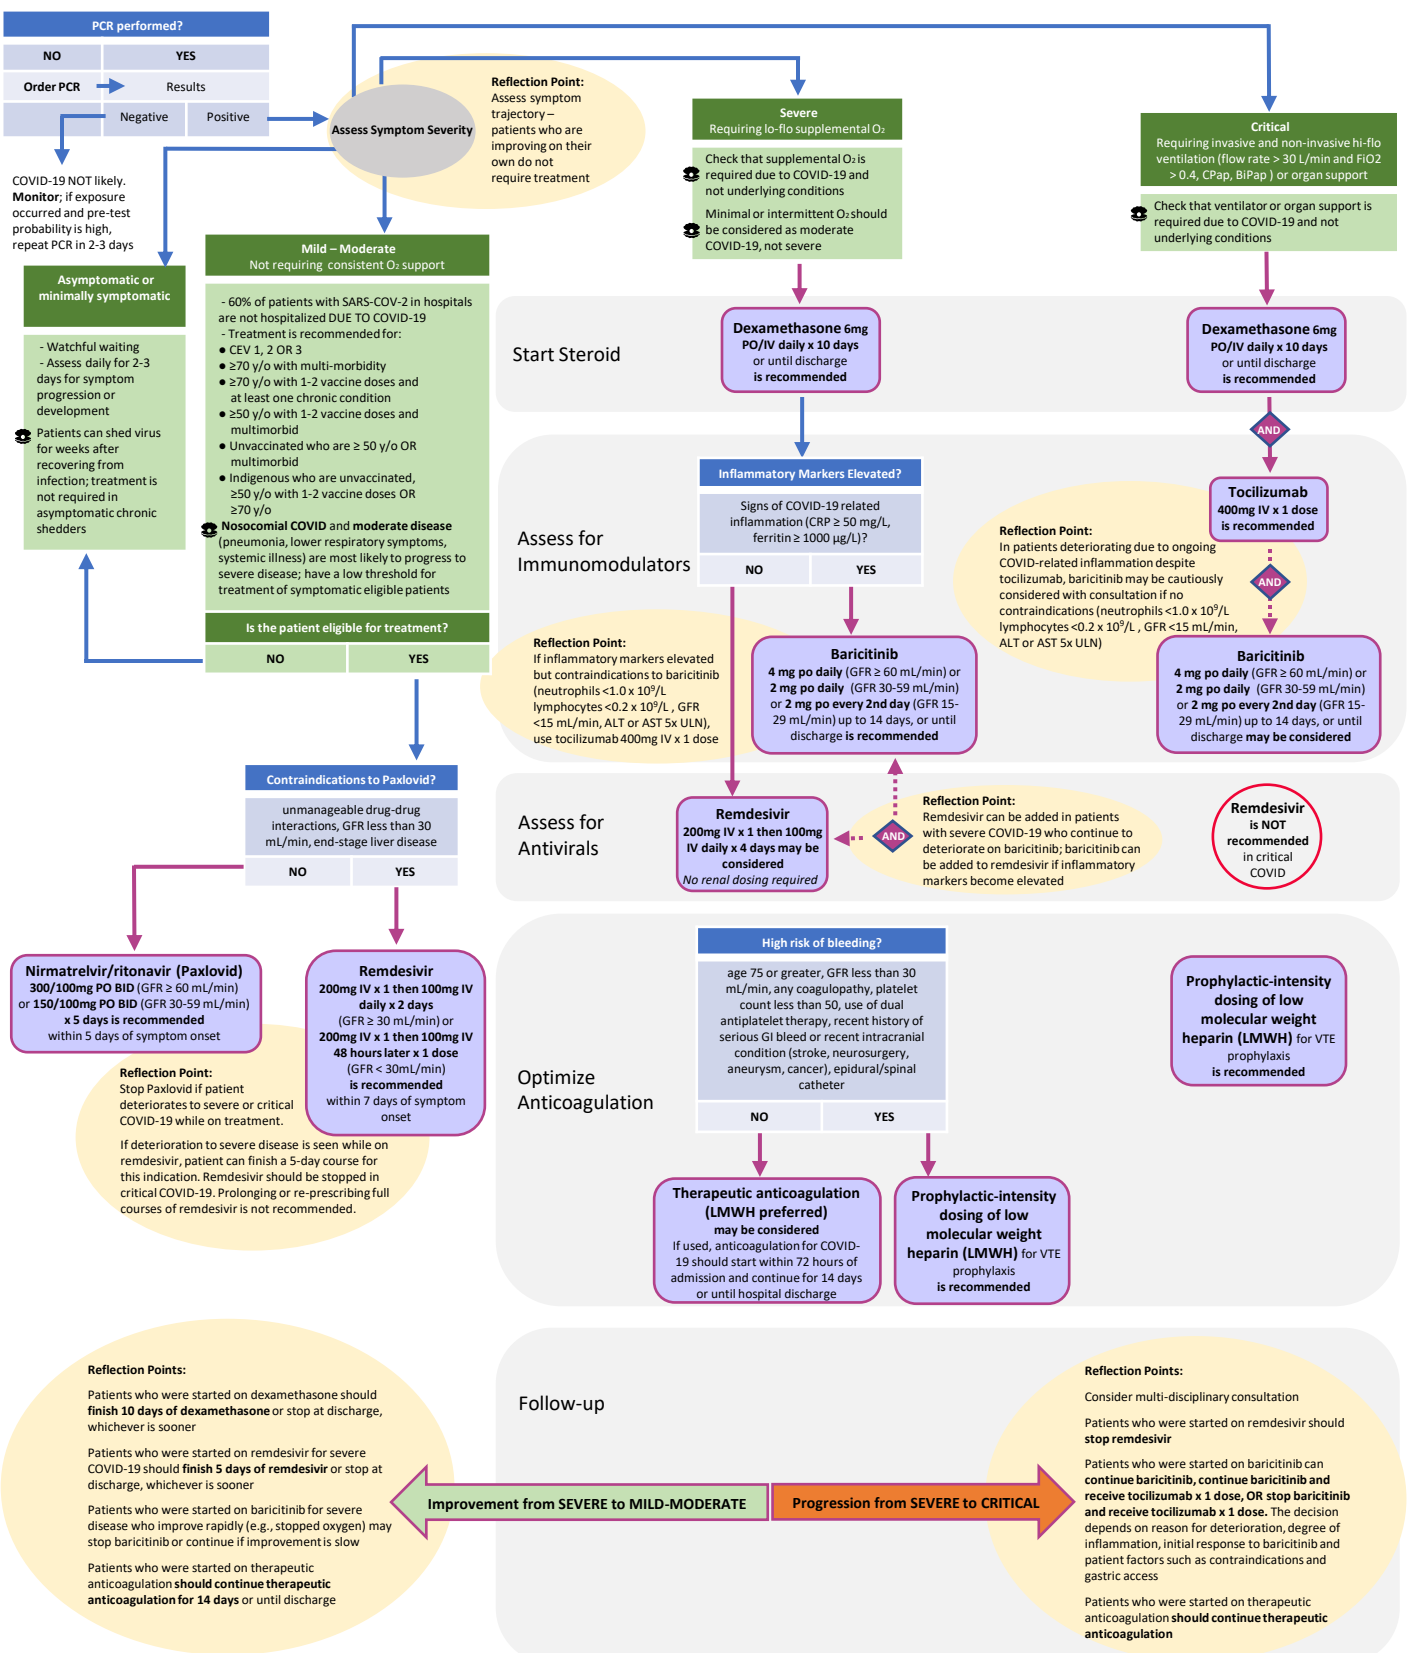 PCR performed?
NO YES
Order PCR Results
Negative Positive
COVID-19 NOT likely.
Monitor; if exposure
occurred and pre-test
probability is high,
repeat PCR in 2-3 days
Assess Symptom Severity
Reflection Point:
Assess symptom
trajectory –
patients who are
improving on their
own do not
require treatment
Asymptomatic or
minimally symptomatic
- Watchful waiting
- Assess daily for 2-3
days for symptom
progression or
development
Patients can shed virus
for weeks after
recovering from
infection; treatment is
not required in
asymptomatic chronic
shedders
Mild – Moderate
Not requiring consistent O₂ support
- 60% of patients with SARS-COV-2 in hospitals
are not hospitalized DUE TO COVID-19
- Treatment is recommended for:
● CEV 1, 2 OR 3
● ≥70 y/o with multi-morbidity
● ≥70 y/o with 1-2 vaccine doses and
at least one chronic condition
● ≥50 y/o with 1-2 vaccine doses and
multimorbid
● Unvaccinated who are ≥ 50 y/o OR
multimorbid
● Indigenous who are unvaccinated,
≥50 y/o with 1-2 vaccine doses OR
≥70 y/o
Nosocomial COVID and moderate disease
(pneumonia, lower respiratory symptoms,
systemic illness) are most likely to progress to
severe disease; have a low threshold for
treatment of symptomatic eligible patients
Is the patient eligible for treatment?
NO YES
Contraindications to Paxlovid?
unmanageable drug-drug
interactions, GFR less than 30
mL/min, end-stage liver disease
NO YES
Nirmatrelvir/ritonavir (Paxlovid)
300/100mg PO BID (GFR ≥ 60 mL/min)
or 150/100mg PO BID (GFR 30-59 mL/min)
x 5 days is recommended
within 5 days of symptom onset
Remdesivir
200mg IV x 1 then 100mg IV
daily x 2 days
(GFR ≥ 30 mL/min) or
200mg IV x 1 then 100mg IV
48 hours later x 1 dose
(GFR < 30mL/min)
is recommended
within 7 days of symptom
onset
Reflection Point:
Stop Paxlovid if patient
deteriorates to severe or critical
COVID-19 while on treatment.
If deterioration to severe disease is seen while on
remdesivir, patient can finish a 5-day course for
this indication. Remdesivir should be stopped in
critical COVID-19. Prolonging or re-prescribing full
courses of remdesivir is not recommended.
Severe
Requiring lo-flo supplemental O₂
Check that supplemental O₂ is
required due to COVID-19 and
not underlying conditions
Minimal or intermittent O₂ should
be considered as moderate
COVID-19, not severe
Critical
Requiring invasive and non-invasive hi-flo
ventilation (flow rate > 30 L/min and FiO2
> 0.4, CPap, BiPap ) or organ support
Check that ventilator or organ support is
required due to COVID-19 and not
underlying conditions
Start Steroid
Dexamethasone 6mg
PO/IV daily x 10 days
or until discharge
is recommended
Dexamethasone 6mg
PO/IV daily x 10 days
or until discharge
is recommended
AND
Assess for
Immunomodulators
Inflammatory Markers Elevated?
Signs of COVID-19 related
inflammation (CRP ≥ 50 mg/L,
ferritin ≥ 1000 µg/L)?
NO YES
Reflection Point:
If inflammatory markers elevated
but contraindications to baricitinib
(neutrophils <1.0 x 10⁹/L
lymphocytes <0.2 x 10⁹/L , GFR
<15 mL/min, ALT or AST 5x ULN),
use tocilizumab 400mg IV x 1 dose
Baricitinib
4 mg po daily (GFR ≥ 60 mL/min) or
2 mg po daily (GFR 30-59 mL/min)
or 2 mg po every 2nd day (GFR 15-
29 mL/min) up to 14 days, or until
discharge is recommended
Tocilizumab
400mg IV x 1 dose
is recommended
Reflection Point:
In patients deteriorating due to ongoing
COVID-related inflammation despite
tocilizumab, baricitinib may be cautiously
considered with consultation if no
contraindications (neutrophils <1.0 x 10⁹/L
lymphocytes <0.2 x 10⁹/L , GFR <15 mL/min,
ALT or AST 5x ULN)
AND
Baricitinib
4 mg po daily (GFR ≥ 60 mL/min) or
2 mg po daily (GFR 30-59 mL/min)
or 2 mg po every 2nd day (GFR 15-
29 mL/min) up to 14 days, or until
discharge may be considered
Assess for
Antivirals
Remdesivir
200mg IV x 1 then 100mg
IV daily x 4 days may be
considered
No renal dosing required
AND
Reflection Point:
Remdesivir can be added in patients
with severe COVID-19 who continue to
deteriorate on baricitinib; baricitinib can
be added to remdesivir if inflammatory
markers become elevated
Remdesivir
is NOT
recommended
in critical
COVID
Optimize
Anticoagulation
High risk of bleeding?
age 75 or greater, GFR less than 30
mL/min, any coagulopathy, platelet
count less than 50, use of dual
antiplatelet therapy, recent history of
serious GI bleed or recent intracranial
condition (stroke, neurosurgery,
aneurysm, cancer), epidural/spinal
catheter
NO YES
Therapeutic anticoagulation
(LMWH preferred)
may be considered
If used, anticoagulation for COVID-
19 should start within 72 hours of
admission and continue for 14 days
or until hospital discharge
Prophylactic-intensity
dosing of low
molecular weight
heparin (LMWH) for VTE
prophylaxis
is recommended
Prophylactic-intensity
dosing of low
molecular weight
heparin (LMWH) for VTE
prophylaxis
is recommended
Reflection Points:
Patients who were started on dexamethasone should
finish 10 days of dexamethasone or stop at discharge,
whichever is sooner
Patients who were started on remdesivir for severe
COVID-19 should finish 5 days of remdesivir or stop at
discharge, whichever is sooner
Patients who were started on baricitinib for severe
disease who improve rapidly (e.g., stopped oxygen) may
stop baricitinib or continue if improvement is slow
Patients who were started on therapeutic
anticoagulation should continue therapeutic
anticoagulation for 14 days or until discharge
Follow-up
Improvement from SEVERE to MILD-MODERATE
Progression from SEVERE to CRITICAL
Reflection Points:
Consider multi-disciplinary consultation
Patients who were started on remdesivir should
stop remdesivir
Patients who were started on baricitinib can
continue baricitinib, continue baricitinib and
receive tocilizumab x 1 dose, OR stop baricitinib
and receive tocilizumab x 1 dose. The decision
depends on reason for deterioration, degree of
inflammation, initial response to baricitinib and
patient factors such as contraindications and
gastric access
Patients who were started on therapeutic
anticoagulation should continue therapeutic
anticoagulation